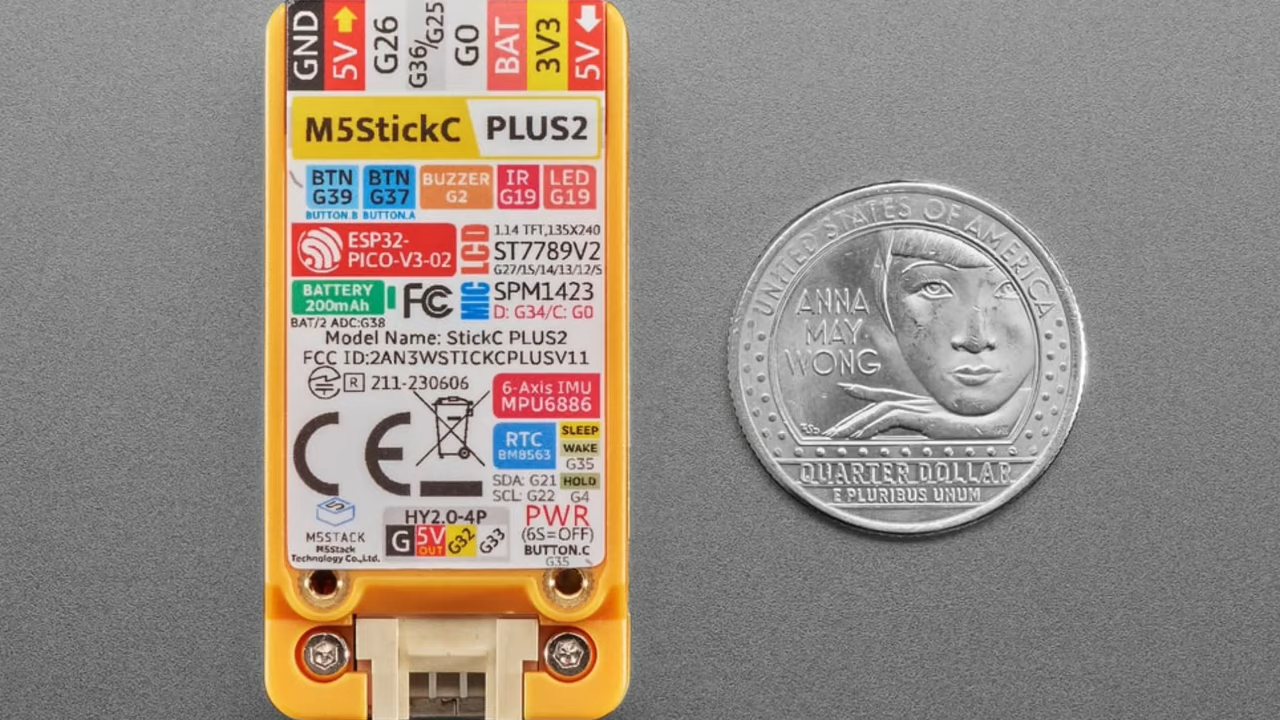 GND 5V G26 G36/G25 G0 BAT 3V3 5V
M5StickC PLUS2
BTN G39 BUTTON.B
BTN G37 BUTTON.A
BUZZER G2
IR G19
LED G19
ESP32-
PICO-V3-02
LCD
1.14 TFT,135X240
ST7789V2
G27/15/14/13/12/5
BATTERY
200mAh
BAT/2 ADC:G38
FC
MIC
SPM1423
D: G34/C: G0
Model Name: StickC PLUS2
FCC ID:2AN3WSTICKCPLUSV11
R 211-230606
6-Axis IMU
MPU6886
CE
RTC
BM8563
SLEEP
WAKE
G35
SDA: G21
SCL: G22
HOLD
G4
5
M5STACK
M5Stack
Technology Co.,Ltd.
HY2.0-4P
G 5V OUT G32 G33
PWR
(6S=OFF)
BUTTON.C
G35
UNITED STATES OF AMERICA
ANNA
MAY
WONG
QUARTER DOLLAR
E PLURIBUS UNUM